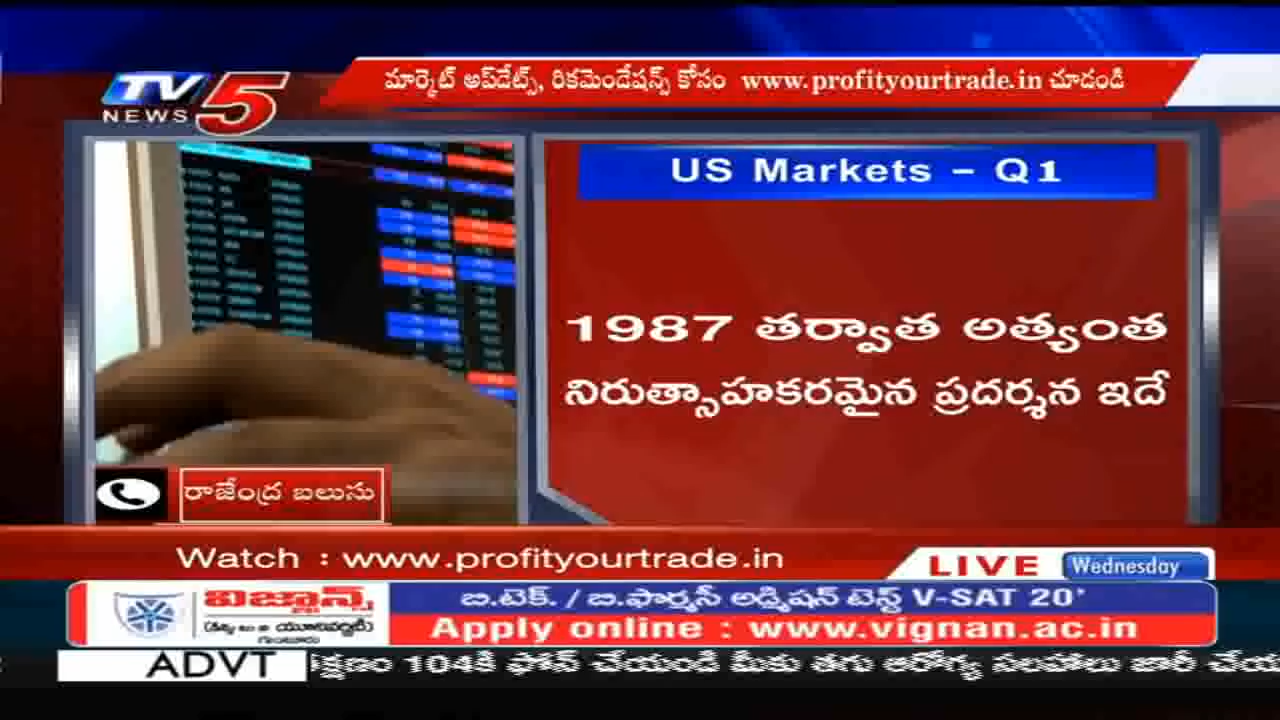 TV5
NEWS
మార్కెట్ అప్‌డేట్స్, రికమెండేషన్స్ కోసం www.profityourtrade.in చూడండి
US Markets – Q1
1987 తర్వాత అత్యంత
నిరుత్సాహకరమైన ప్రదర్శన ఇదే
రాజేంద్ర బలుసు
Watch : www.profityourtrade.in
LIVE Wednesday
విజ్ఞాన్స్
బి.టెక్. / బి.ఫార్మసీ అడ్మిషన్ టెస్ట్ V-SAT 20
Apply online : www.vignan.ac.in
ADVT
104కి ఫోన్ చేయండి మీకు తగు ఆరోగ్య సలహాలు జారీ